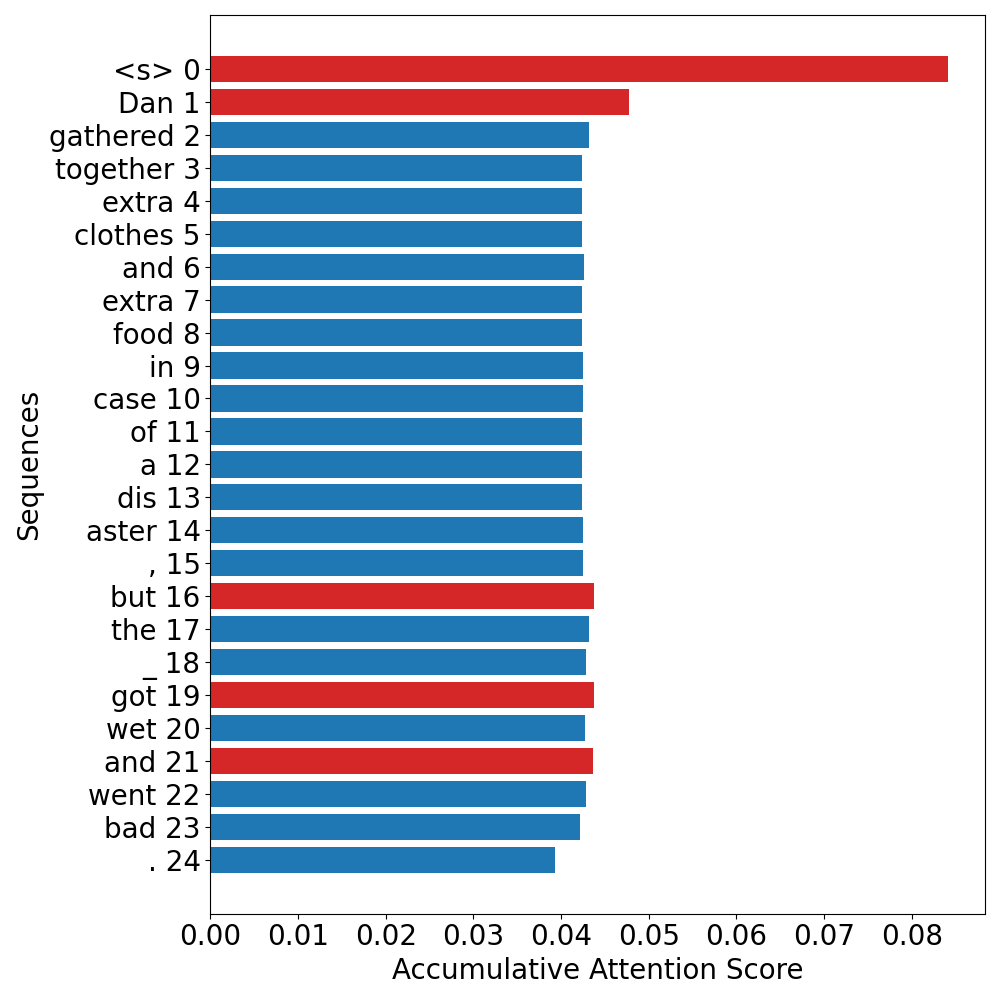 <s> 0
Dan 1
gathered 2
together 3
extra 4
clothes 5
and 6
extra 7
food 8
in 9
case 10
of 11
a 12
dis 13
aster 14
, 15
but 16
the 17
_ 18
got 19
wet 20
and 21
went 22
bad 23
. 24
Sequences
0.00 0.01 0.02 0.03 0.04 0.05 0.06 0.07 0.08
Accumulative Attention Score